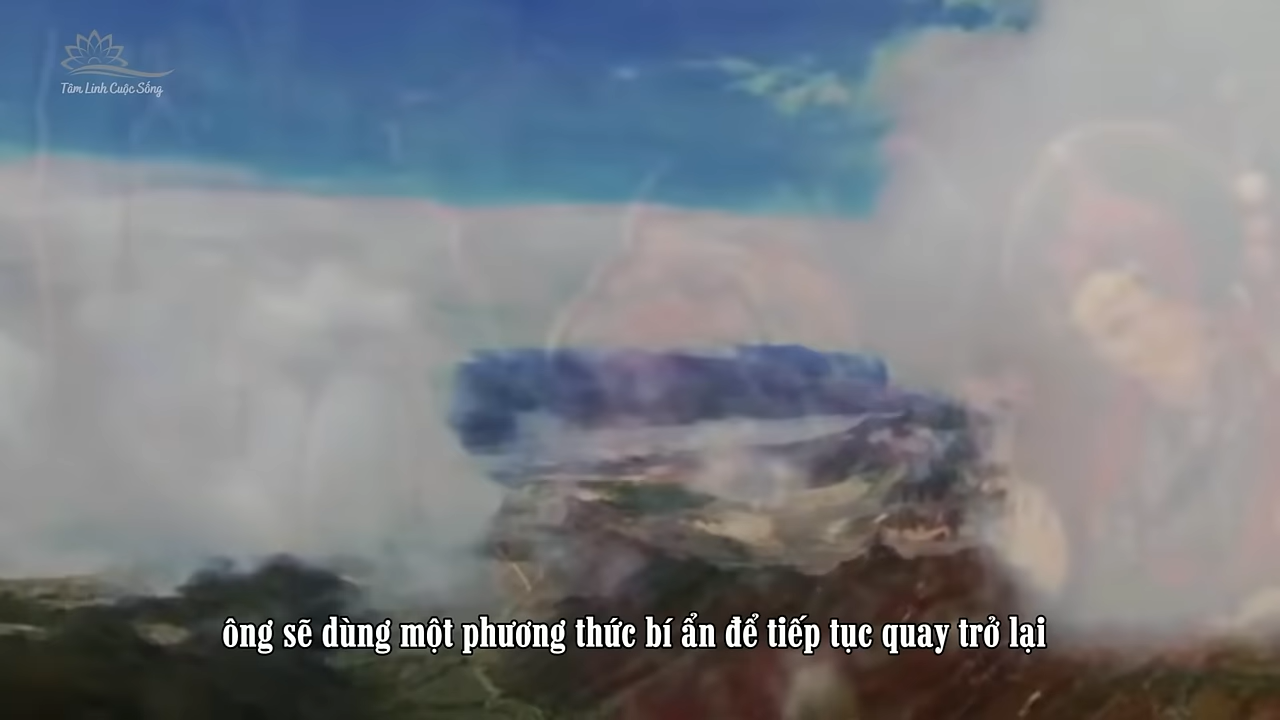 Tâm Linh Cuộc Sống
ông sẽ dùng một phương thức bí ẩn để tiếp tục quay trở lại